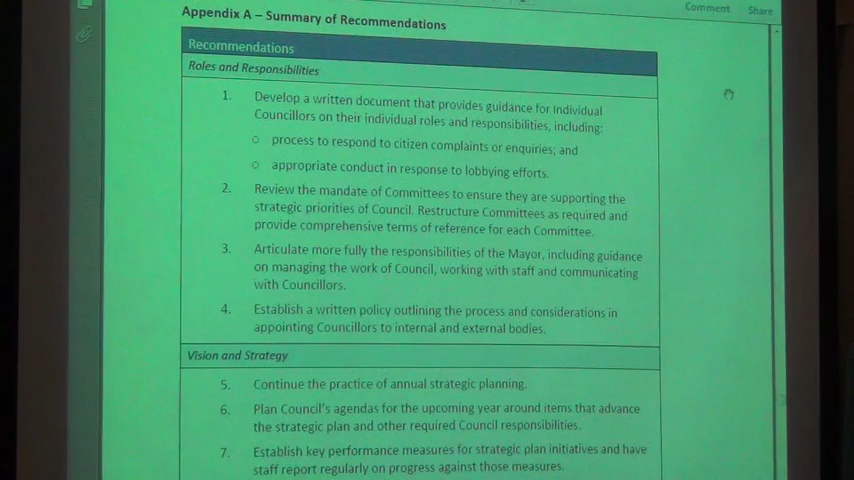 Comment Share
Appendix A – Summary of Recommendations
Recommendations
Roles and Responsibilities
1. Develop a written document that provides guidance for Individual
Councillors on their individual roles and responsibilities, including:
○ process to respond to citizen complaints or enquiries; and
○ appropriate conduct in response to lobbying efforts.
2. Review the mandate of Committees to ensure they are supporting the
strategic priorities of Council. Restructure Committees as required and
provide comprehensive terms of reference for each Committee.
3. Articulate more fully the responsibilities of the Mayor, including guidance
on managing the work of Council, working with staff and communicating
with Councillors.
4. Establish a written policy outlining the process and considerations in
appointing Councillors to internal and external bodies.
Vision and Strategy
5. Continue the practice of annual strategic planning.
6. Plan Council's agendas for the upcoming year around items that advance
the strategic plan and other required Council responsibilities.
7. Establish key performance measures for strategic plan initiatives and have
staff report regularly on progress against those measures.